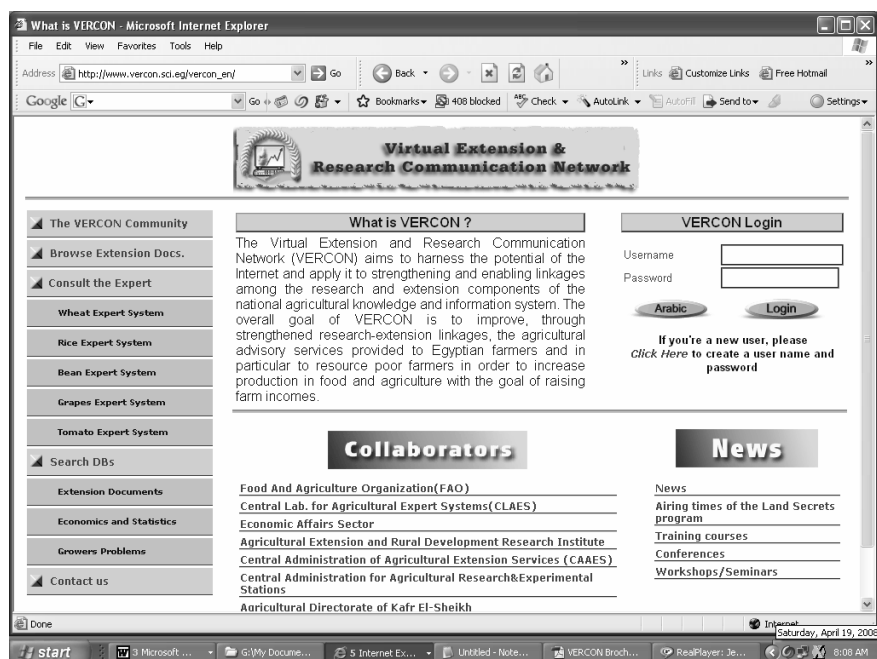 What is VERCON - Microsoft Internet Explorer
File Edit View Favorites Tools Help
Address http://www.vercon.sci.eg/vercon_en/ Go Back Links Customize Links Free Hotmail
Google G Go Bookmarks 408 blocked ABC Check AutoLink AutoFill Send to Settings
Virtual Extension &
Research Communication Network
The VERCON Community
Browse Extension Docs.
Consult the Expert
Wheat Expert System
Rice Expert System
Bean Expert System
Grapes Expert System
Tomato Expert System
Search DBs
Extension Documents
Economics and Statistics
Growers Problems
Contact us
What is VERCON ?
The Virtual Extension and Research Communication
Network (VERCON) aims to harness the potential of the
Internet and apply it to strengthening and enabling linkages
among the research and extension components of the
national agricultural knowledge and information system. The
overall goal of VERCON is to improve, through
strengthened research-extension linkages, the agricultural
advisory services provided to Egyptian farmers and in
particular to resource poor farmers in order to increase
production in food and agriculture with the goal of raising
farm incomes.
VERCON Login
Username
Password
Arabic Login
If you're a new user, please
Click Here to create a user name and
password
Collaborators
Food And Agriculture Organization(FAO)
Central Lab. for Agricultural Expert Systems(CLAES)
Economic Affairs Sector
Agricultural Extension and Rural Development Research Institute
Central Administration of Agricultural Extension Services (CAAES)
Central Administration for Agricultural Research&Experimental
Stations
Agricultural Directorate of Kafr El-Sheikh
News
News
Airing times of the Land Secrets
program
Training courses
Conferences
Workshops/Seminars
Done Internet
Saturday, April 19, 2008
start 3 Microsoft ... G:\My Docume... 5 Internet Ex... Untitled - Note... VERCON Broch... RealPlayer: Je... 8:08 AM